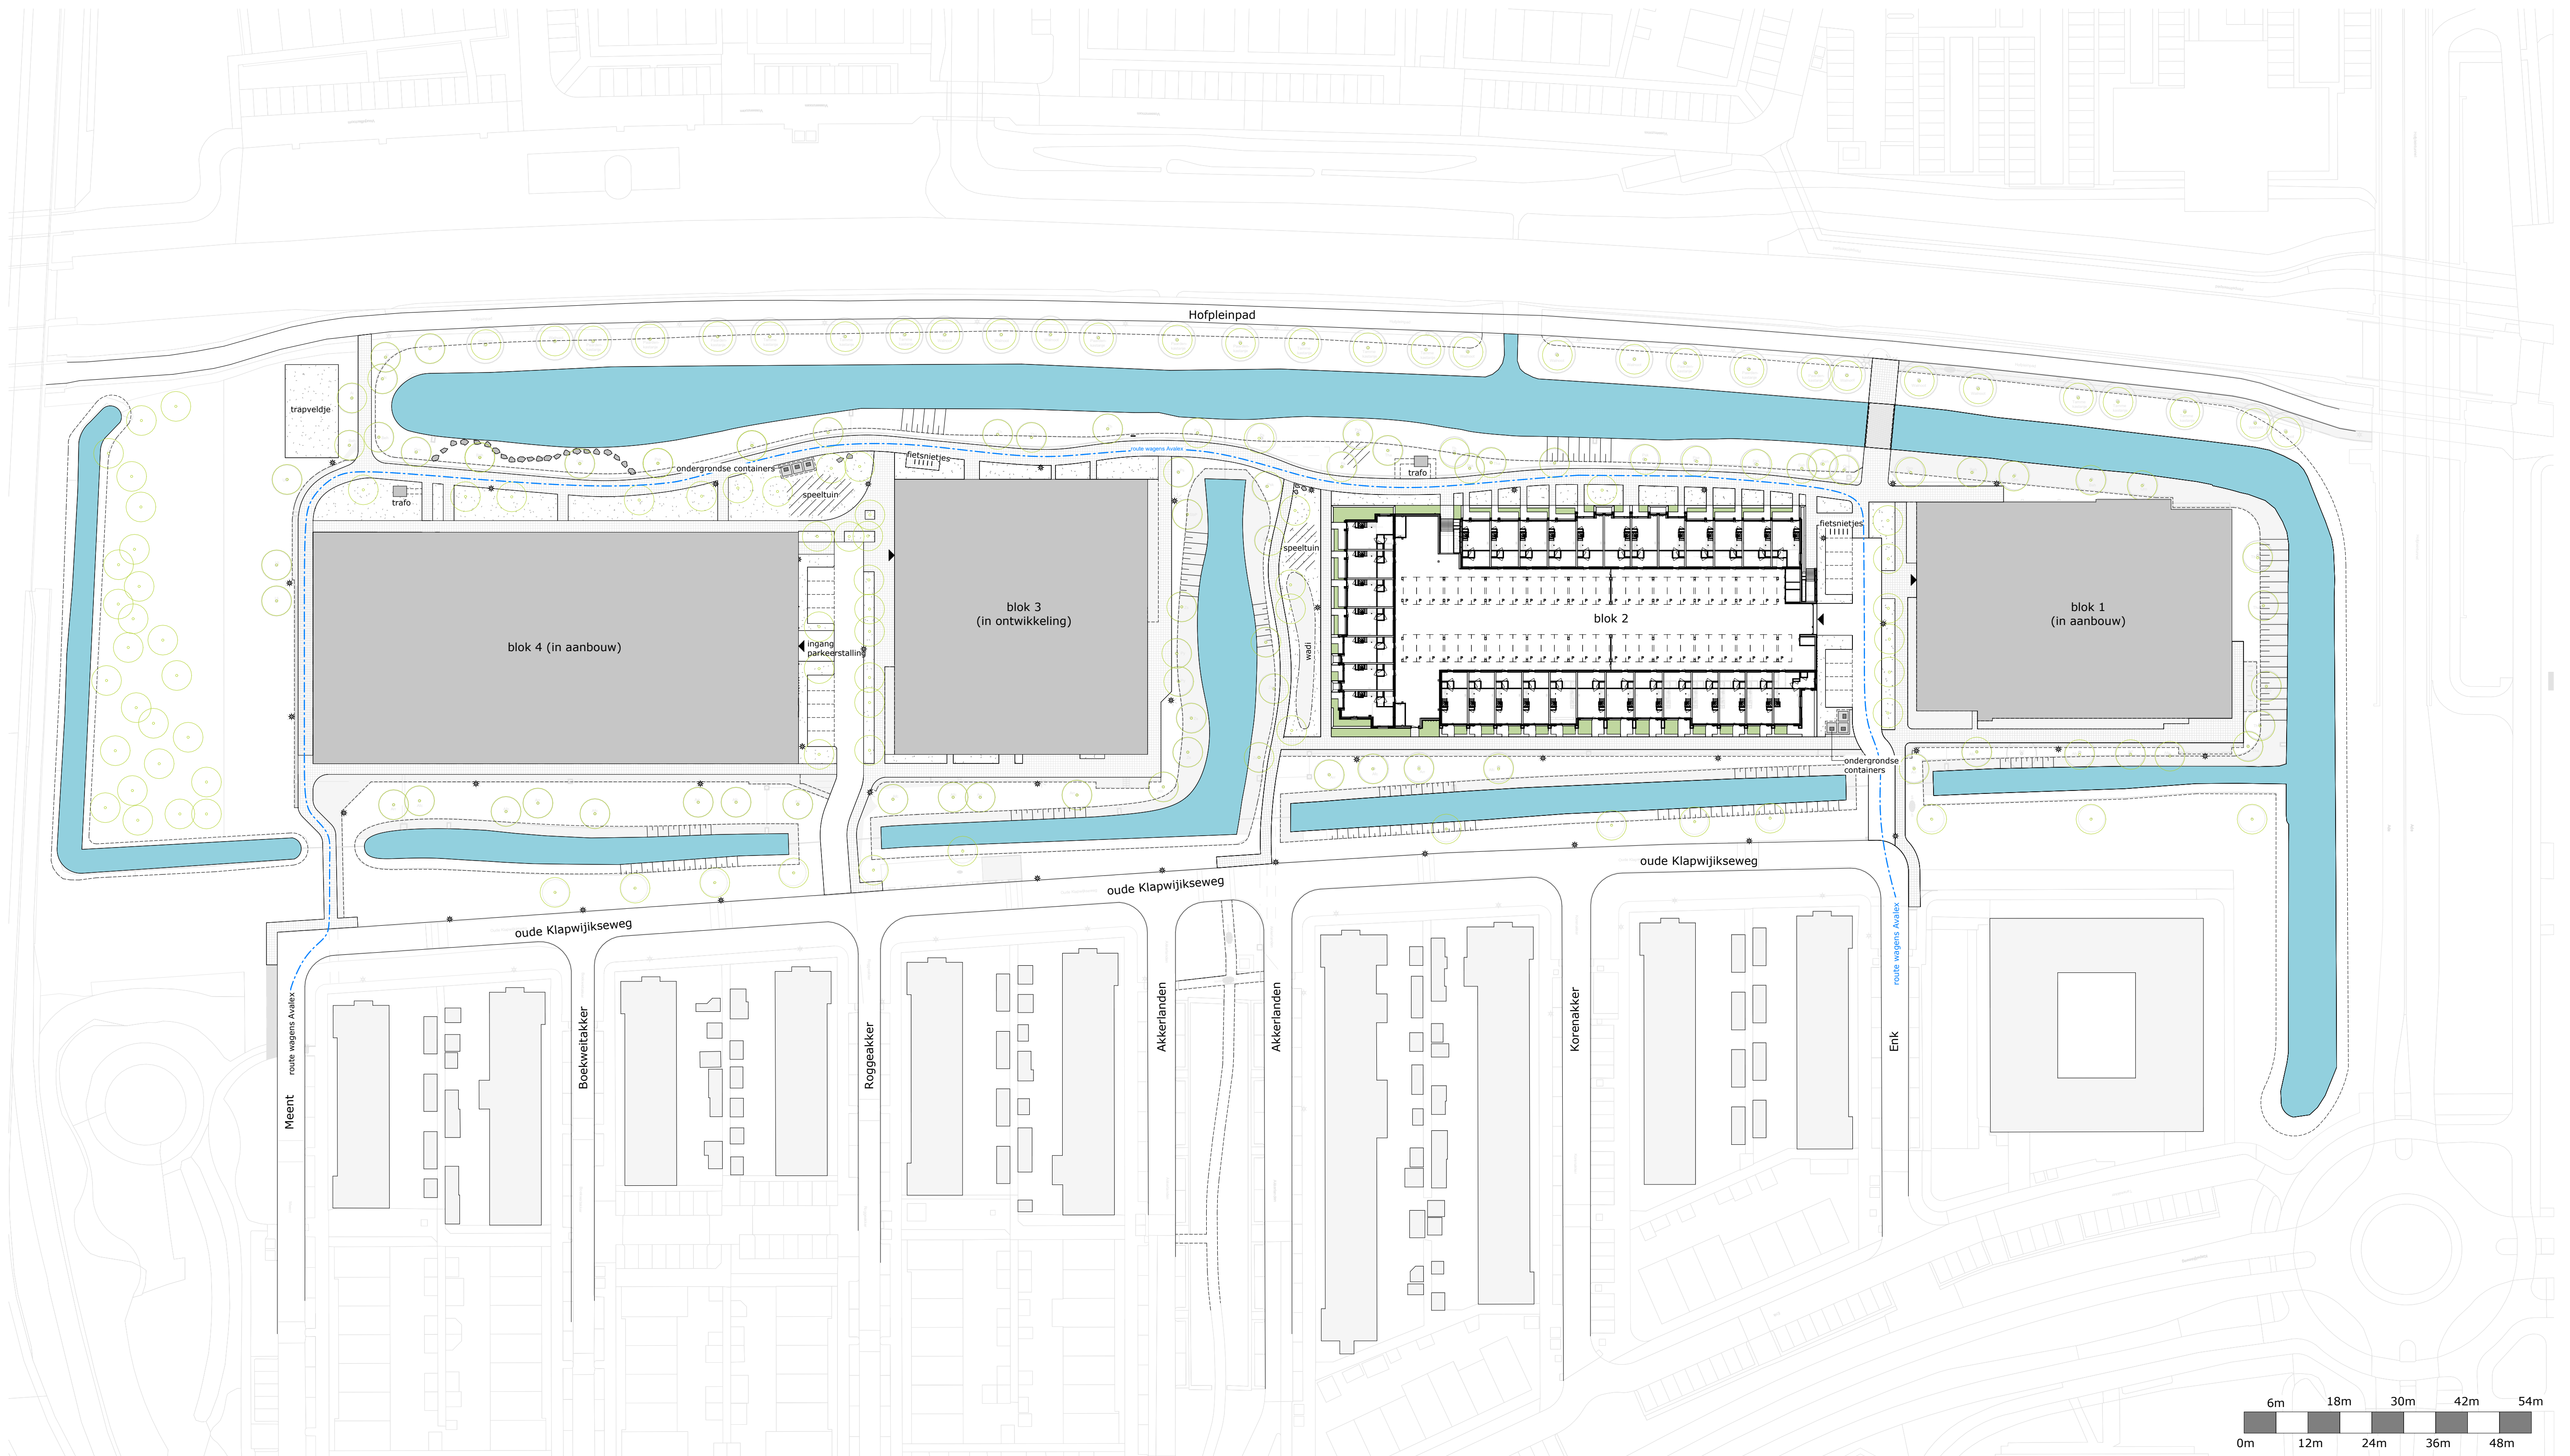 Hofpleinpad
trapveldje
route wagens Avalex
fietsnietjes
ondergrondse containers
trafo
trafo
speeltuin
fietsnietjes
speeltuin
blok 3
(in ontwikkeling)
blok 2
blok 1
(in aanbouw)
blok 4 (in aanbouw)
ingang
parkeerstalling
wadi
ondergrondse
containers
oude Klapwijkseweg
oude Klapwijkseweg
oude Klapwijkseweg
route wagens Avalex
route wagens Avalex
Meent
Boekweitakker
Roggeakker
Akkerlanden
Akkerlanden
Korenakker
Enk
6m 18m 30m 42m 54m
0m 12m 24m 36m 48m